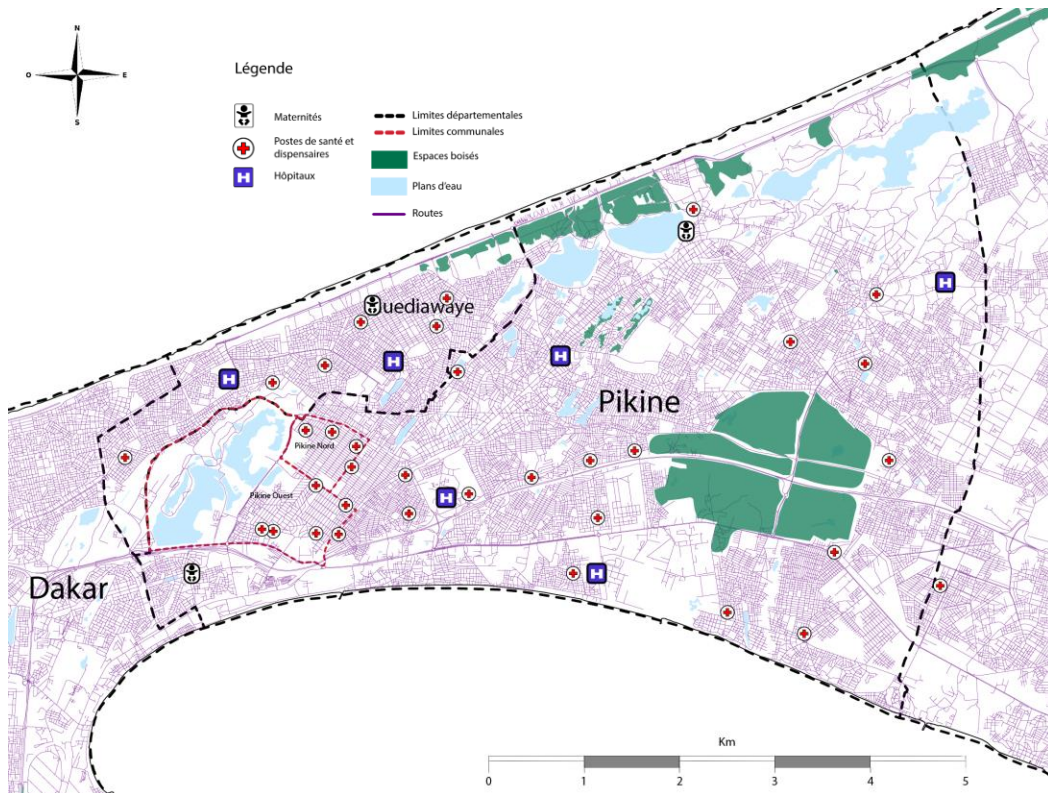 N
O
E
S
Légende
Maternités
Postes de santé et
dispensaires
Hôpitaux
Limites départementales
Limites communales
Espaces boisés
Plans d'eau
Routes
uediawaye
Pikine
Pikine Nord
Pikine Ouest
Dakar
Km
0 1 2 3 4 5
H
H
H
H
H
H
H